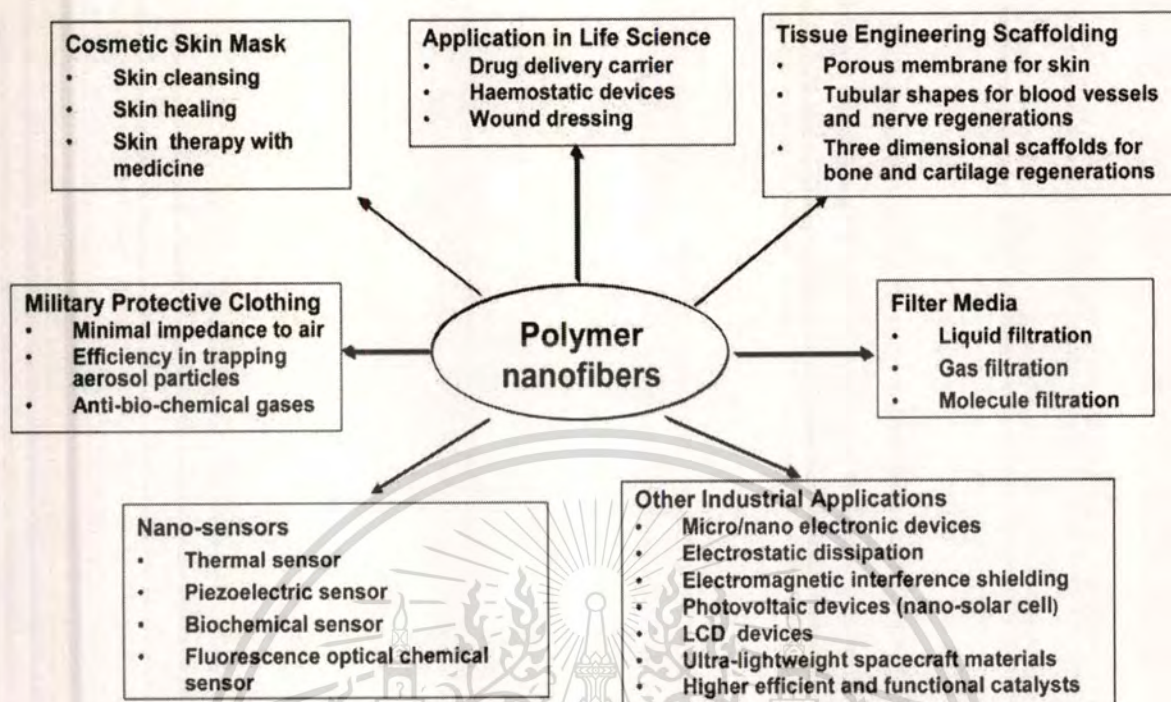 Cosmetic Skin Mask
• Skin cleansing
• Skin healing
• Skin therapy with
medicine
Application in Life Science
• Drug delivery carrier
• Haemostatic devices
• Wound dressing
Tissue Engineering Scaffolding
• Porous membrane for skin
• Tubular shapes for blood vessels
and nerve regenerations
• Three dimensional scaffolds for
bone and cartilage regenerations
Military Protective Clothing
• Minimal impedance to air
• Efficiency in trapping
aerosol particles
• Anti-bio-chemical gases
Polymer
nanofibers
Filter Media
• Liquid filtration
• Gas filtration
• Molecule filtration
Nano-sensors
• Thermal sensor
• Piezoelectric sensor
• Biochemical sensor
• Fluorescence optical chemical
sensor
Other Industrial Applications
• Micro/nano electronic devices
• Electrostatic dissipation
• Electromagnetic interference shielding
• Photovoltaic devices (nano-solar cell)
• LCD devices
• Ultra-lightweight spacecraft materials
• Higher efficient and functional catalysts